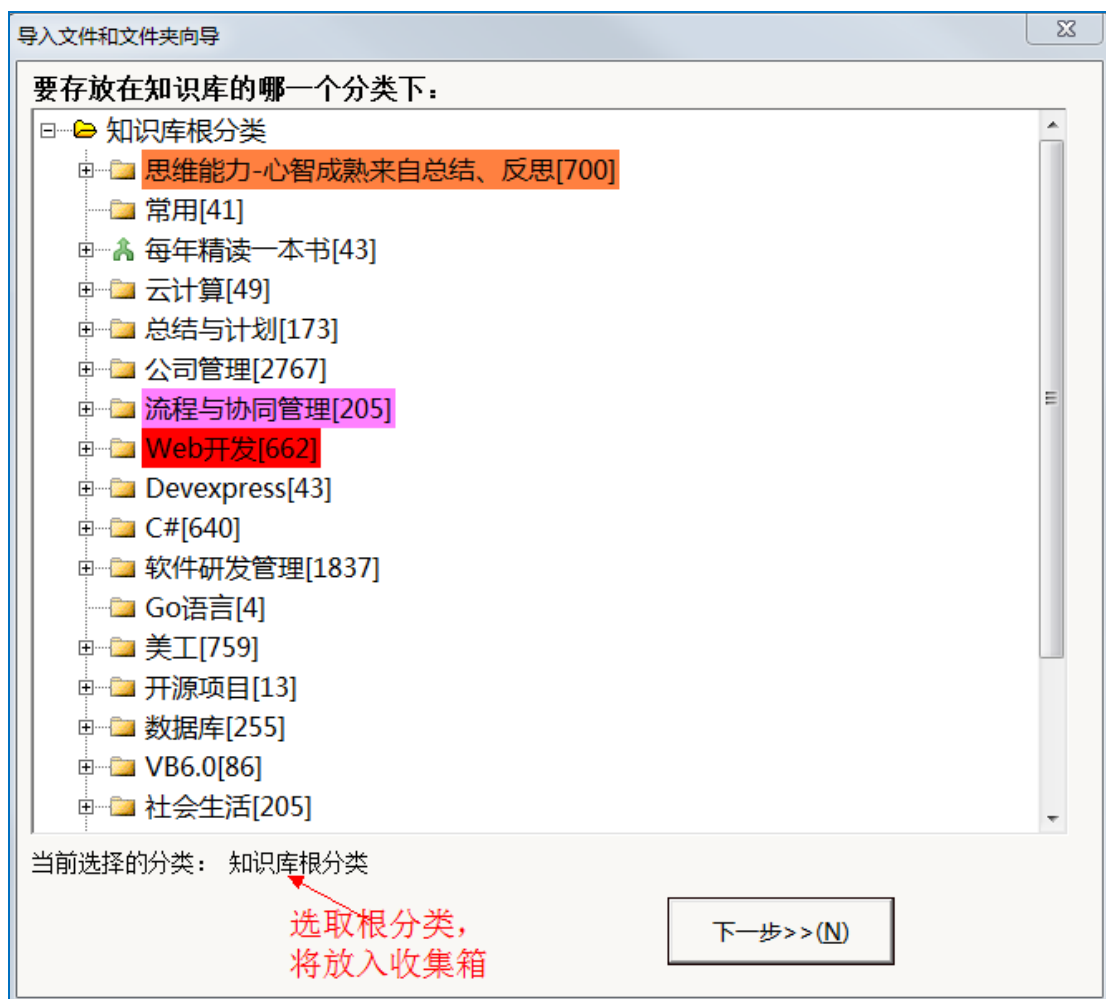 导入文件和文件夹向导
要存放在知识库的哪一个分类下：
知识库根分类
思维能力-心智成熟来自总结、反思[700]
常用[41]
每年精读一本书[43]
云计算[49]
总结与计划[173]
公司管理[2767]
流程与协同管理[205]
Web开发[662]
Devexpress[43]
C#[640]
软件研发管理[1837]
Go语言[4]
美工[759]
开源项目[13]
数据库[255]
VB6.0[86]
社会生活[205]
当前选择的分类： 知识库根分类
选取根分类，
将放入收集箱
下一步>>(N)